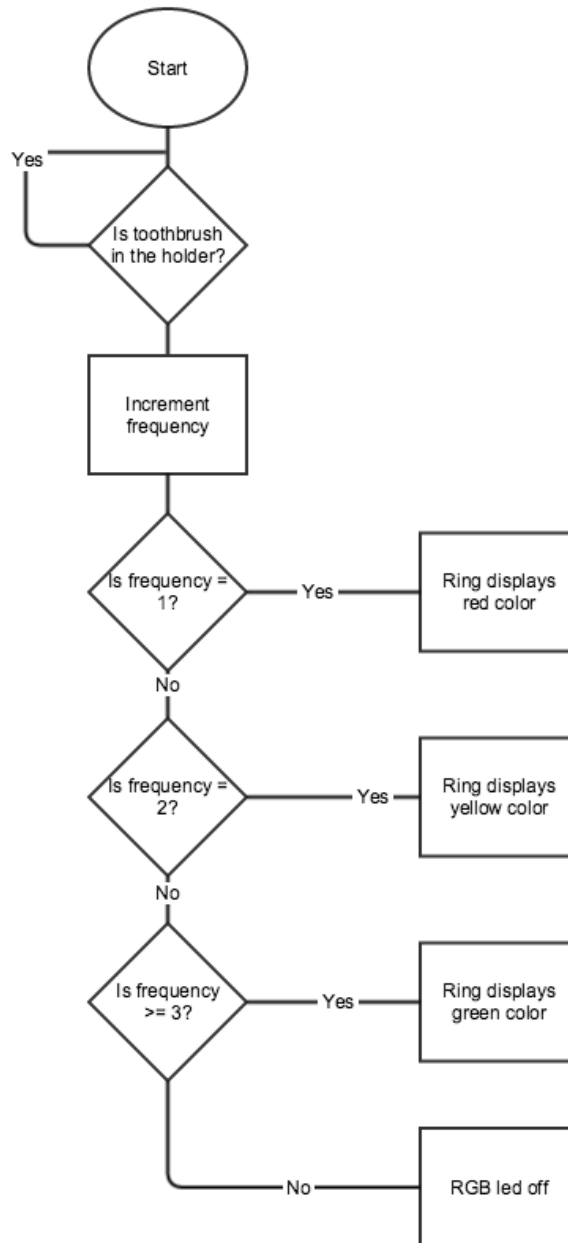 Start
Yes
Is toothbrush
in the holder?
Increment
frequency
Is frequency =
1?
Yes
Ring displays
red color
No
Is frequency =
2?
Yes
Ring displays
yellow color
No
Is frequency
>= 3?
Yes
Ring displays
green color
No
RGB led off